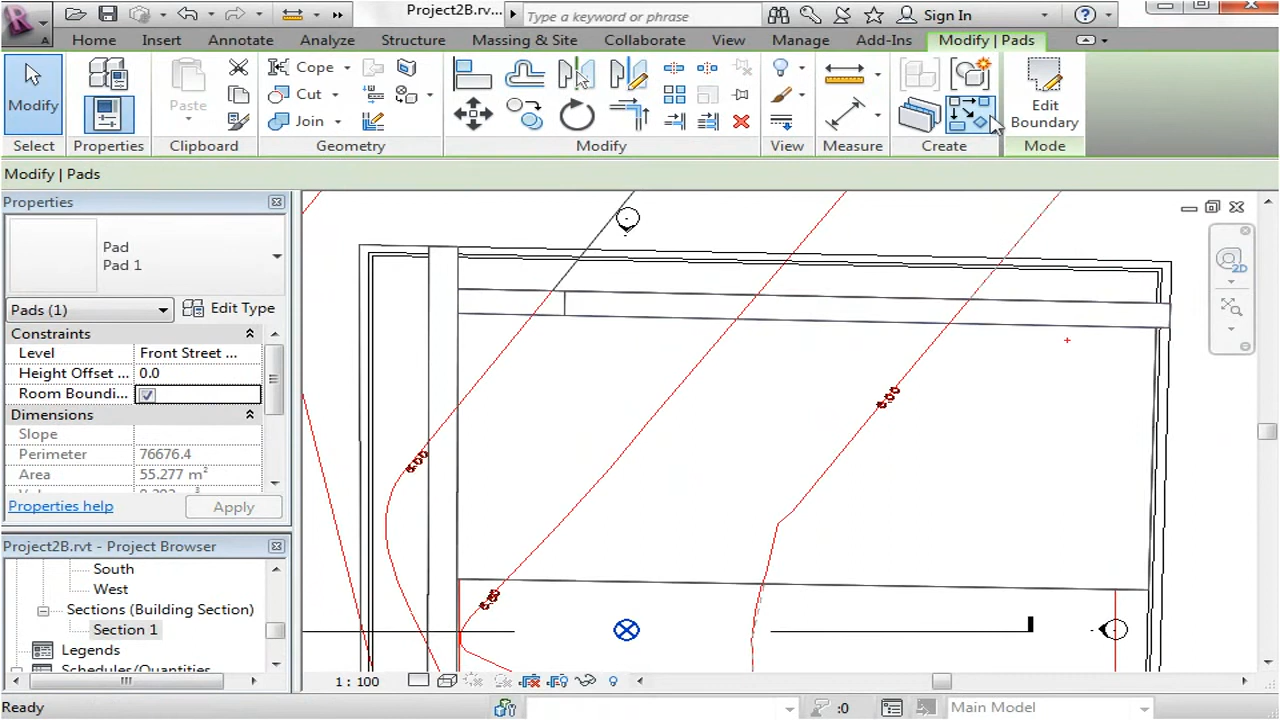 Project2B.rv...
Type a keyword or phrase
Sign In
Home Insert Annotate Analyze Structure Massing & Site Collaborate View Manage Add-Ins Modify | Pads
Modify
Paste
Cope
Cut
Join
Edit
Boundary
Select Properties Clipboard Geometry Modify View Measure Create Mode
Modify | Pads
Properties
Pad
Pad 1
Pads (1)
Edit Type
Constraints
Level Front Street ...
Height Offset ... 0.0
Room Boundi...
Dimensions
Slope
Perimeter 76676.4
Area 55.277 m²
Properties help
Apply
Project2B.rvt - Project Browser
South
West
Sections (Building Section)
Section 1
Legends
Schedules/Quantities
1 : 100
Ready
:0
Main Model